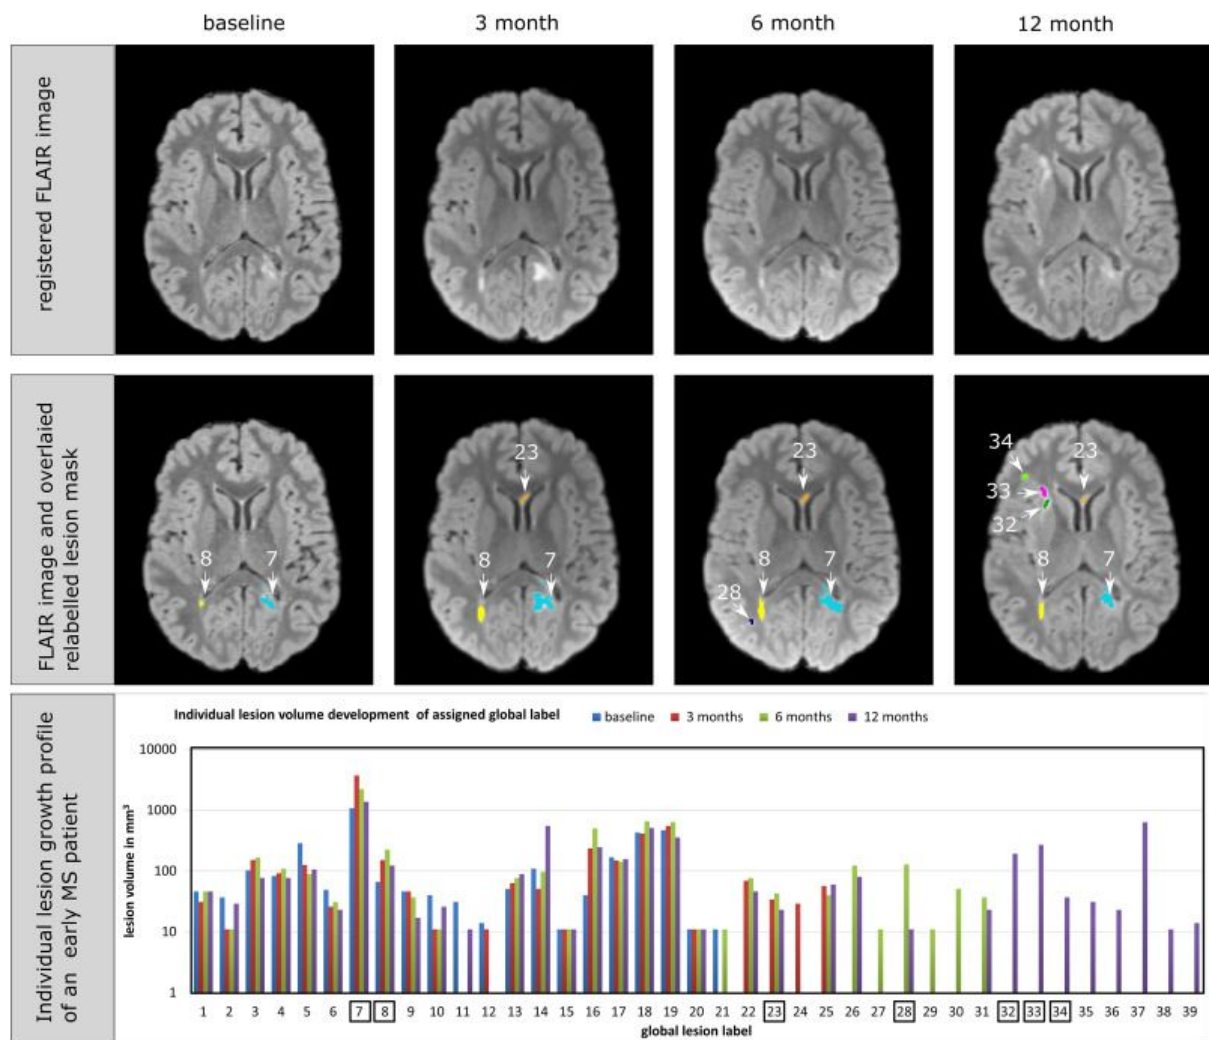 baseline 3 month 6 month 12 month
registered FLAIR image
FLAIR image and overlaied
relabelled lesion mask
23
8 7
23
8 7
28
34 23
33
32
8 7
Individual lesion growth profile
of an early MS patient
Individual lesion volume development of assigned global label baseline 3 months 6 months 12 months
lesion volume in mm³
10000
1000
100
10
1
1 2 3 4 5 6 7 8 9 10 11 12 13 14 15 16 17 18 19 20 21 22 23 24 25 26 27 28 29 30 31 32 33 34 35 36 37 38 39
global lesion label